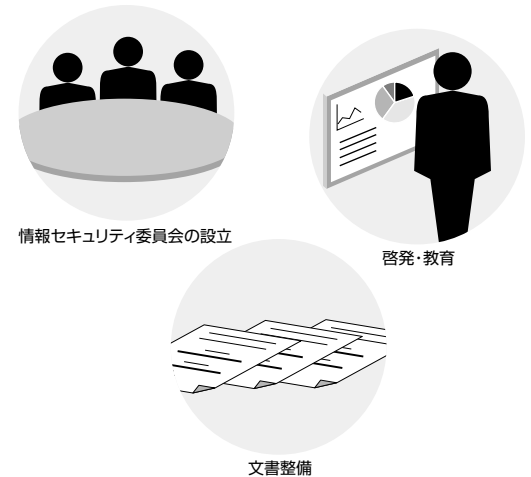 情報セキュリティ委員会の設立
啓発・教育
文書整備